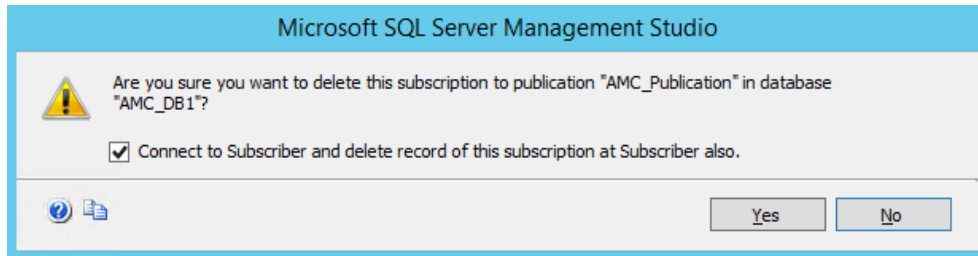 Microsoft SQL Server Management Studio
Are you sure you want to delete this subscription to publication "AMC_Publication" in database
"AMC_DB1"?
Connect to Subscriber and delete record of this subscription at Subscriber also.
Yes No